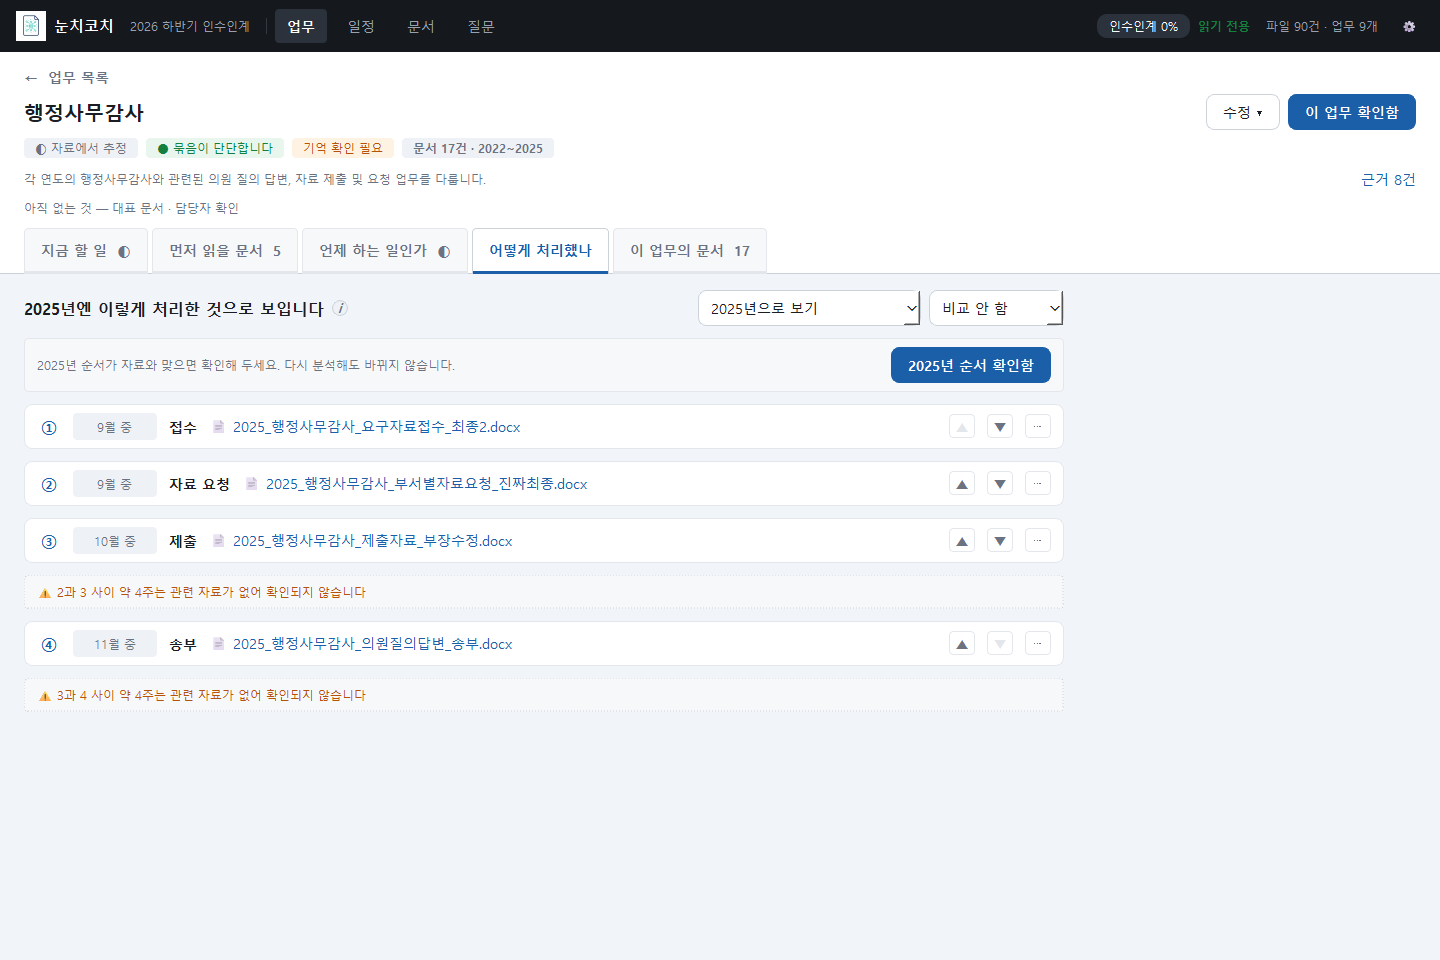 눈치코치 2026 하반기 인수인계 업무 일정 문서 질문 인수인계 0% 읽기 전용 파일 90건 · 업무 9개
← 업무 목록
행정사무감사 수정 ▾ 이 업무 확인함
◐ 자료에서 추정 ● 묶음이 단단합니다 기억 확인 필요 문서 17건 · 2022~2025
각 연도의 행정사무감사와 관련된 의원 질의 답변, 자료 제출 및 요청 업무를 다룹니다. 근거 8건
아직 없는 것 — 대표 문서 · 담당자 확인
지금 할 일 ◐ 먼저 읽을 문서 5 언제 하는 일인가 ◐ 어떻게 처리했나 이 업무의 문서 17
2025년엔 이렇게 처리한 것으로 보입니다 i 2025년으로 보기 비교 안 함
2025년 순서가 자료와 맞으면 확인해 두세요. 다시 분석해도 바뀌지 않습니다. 2025년 순서 확인함
① 9월 중 접수 2025_행정사무감사_요구자료접수_최종2.docx ▲ ▼ ···
② 9월 중 자료 요청 2025_행정사무감사_부서별자료요청_진짜최종.docx ▲ ▼ ···
③ 10월 중 제출 2025_행정사무감사_제출자료_부장수정.docx ▲ ▼ ···
⚠ 2과 3 사이 약 4주는 관련 자료가 없어 확인되지 않습니다
④ 11월 중 송부 2025_행정사무감사_의원질의답변_송부.docx ▲ ▼ ···
⚠ 3과 4 사이 약 4주는 관련 자료가 없어 확인되지 않습니다